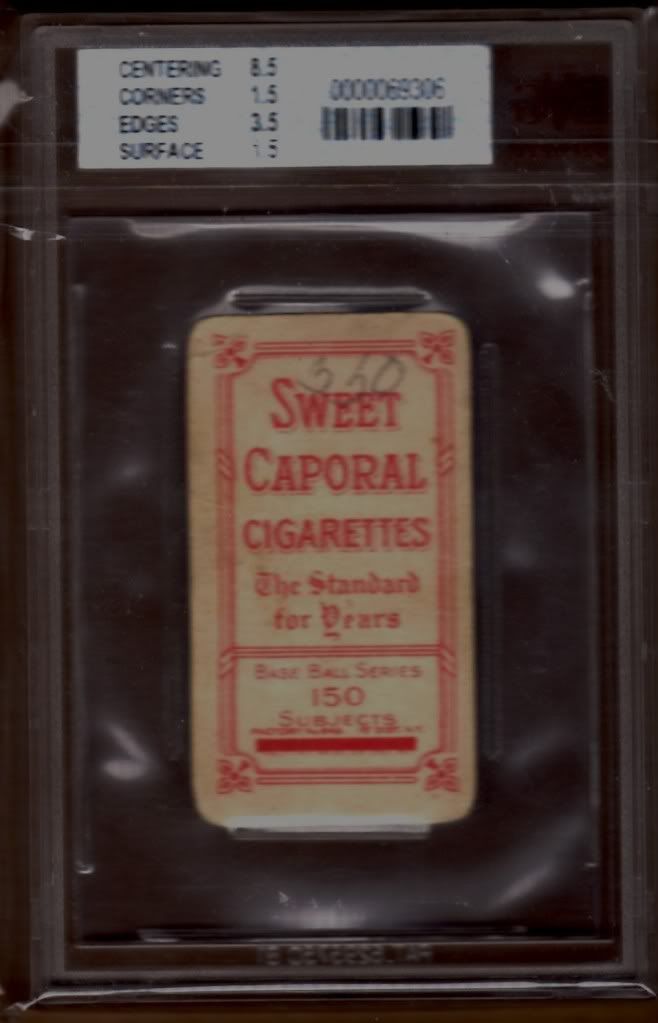 CENTERING 8.5
CORNERS 1.5
EDGES 3.5
SURFACE 1.5
0000069306
350
SWEET
CAPORAL
CIGARETTES
The Standard
for Years
BASE BALL SERIES
150
SUBJECTS